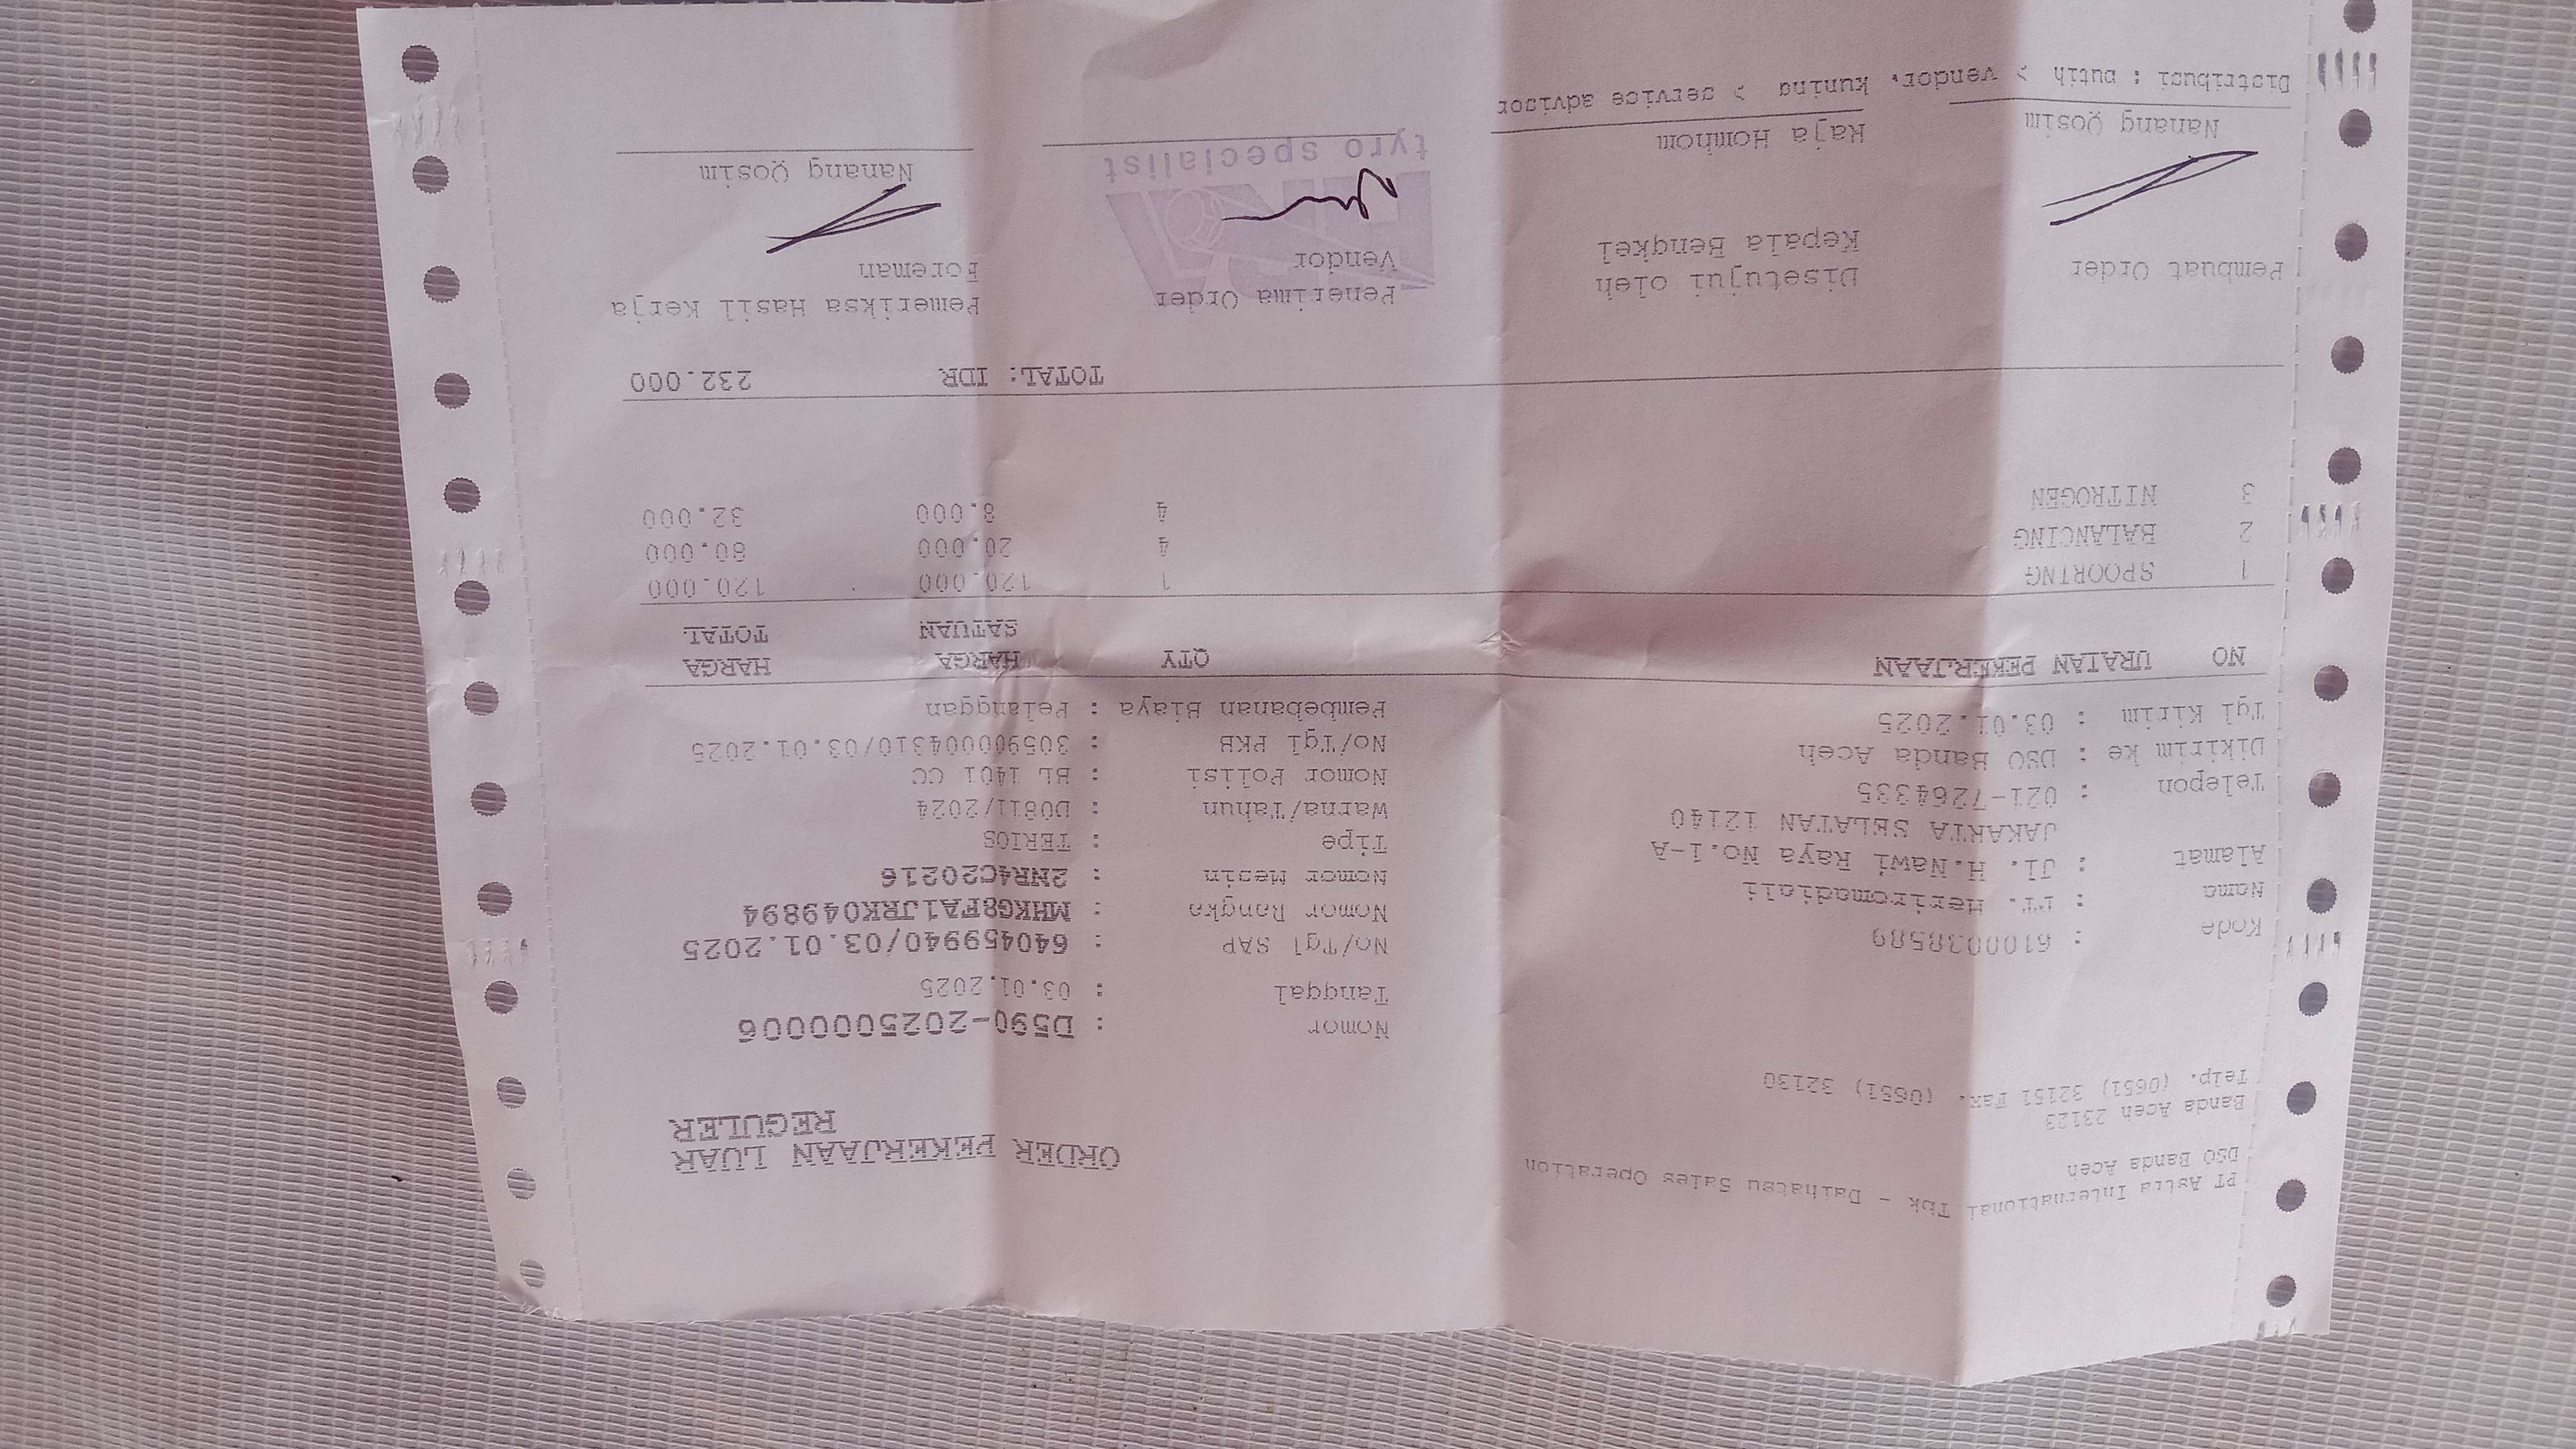 PT Astra International Tbk - Daihatsu Sales Operation
DSO Banda Aceh
Banda Aceh 23123
Telp. (0651) 32151 Fax. (0651) 32130
ORDER PEKERJAAN LUAR
REGULER
Nomor : D590-2025000006
Tanggal : 03.01.2025
Kode : 6100038589
No/Tgl SAP : 640459940/03.01.2025
Nama : PT. Heriromadiali
Nomor Rangka : MHKG8FA1JRK049894
Alamat : Jl. H.Nawi Raya No.1-A
Nomor Mesin : 2NR4C20216
JAKARTA SELATAN 12140
Tipe : TERIOS
Telepon : 021-7264335
Warna/Tahun : D0811/2024
Dikirim ke : DSO Banda Aceh
Nomor Polisi : BL 1401 CC
Tgl Kirim : 03.01.2025
No/Tgl PKB : 305900004310/03.01.2025
Pembebanan Biaya : Pelanggan
NO URAIAN PEKERJAAN QTY HARGA HARGA
SATUAN TOTAL
1 SPOORING 1 120.000 120.000
2 BALANCING 4 20.000 80.000
3 NITROGEN 4 8.000 32.000
TOTAL: IDR 232.000
Pembuat Order Disetujui oleh Penerima Order Pemeriksa Hasil Kerja
Kepala Bengkel Vendor Foreman
tyro specialist
Nanang Qosim Raja Homhom Nanang Qosim
Distribusi : putih > vendor, kuning > service advisor